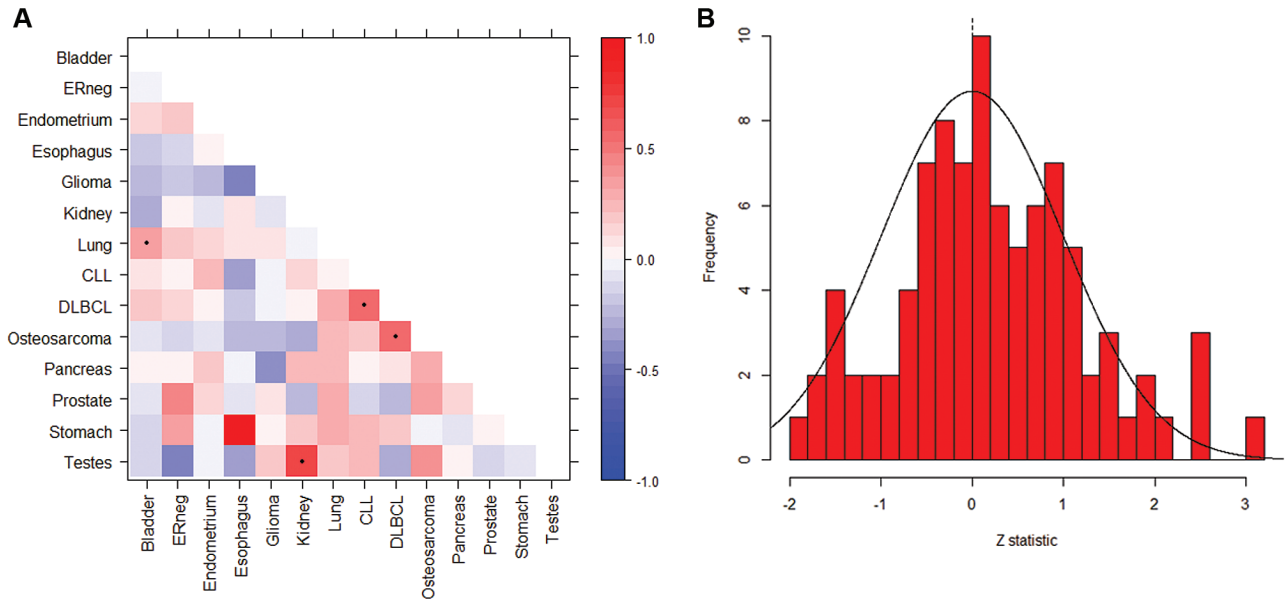 A
Bladder
ERneg
Endometrium
Esophagus
Glioma
Kidney
Lung
CLL
DLBCL
Osteosarcoma
Pancreas
Prostate
Stomach
Testes
Bladder
ERneg
Endometrium
Esophagus
Glioma
Kidney
Lung
CLL
DLBCL
Osteosarcoma
Pancreas
Prostate
Stomach
Testes
1.0
0.5
0.0
-0.5
-1.0
B
Frequency
10
8
6
4
2
0
-2 -1 0 1 2 3
Z statistic